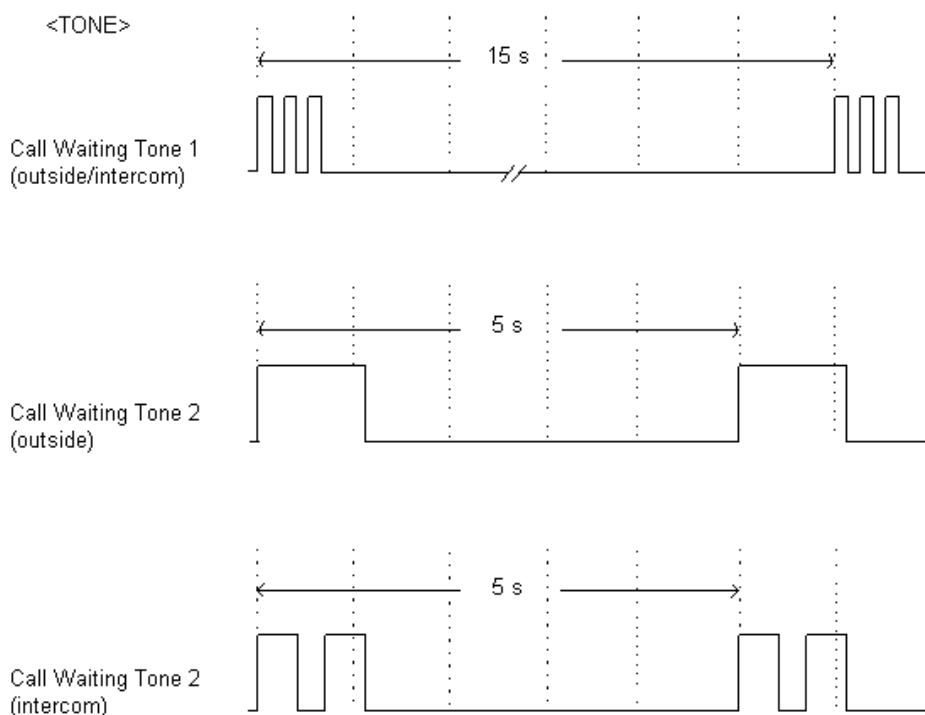 <TONE>
15 s
Call Waiting Tone 1
(outside/intercom)
5 s
Call Waiting Tone 2
(outside)
5 s
Call Waiting Tone 2
(intercom)